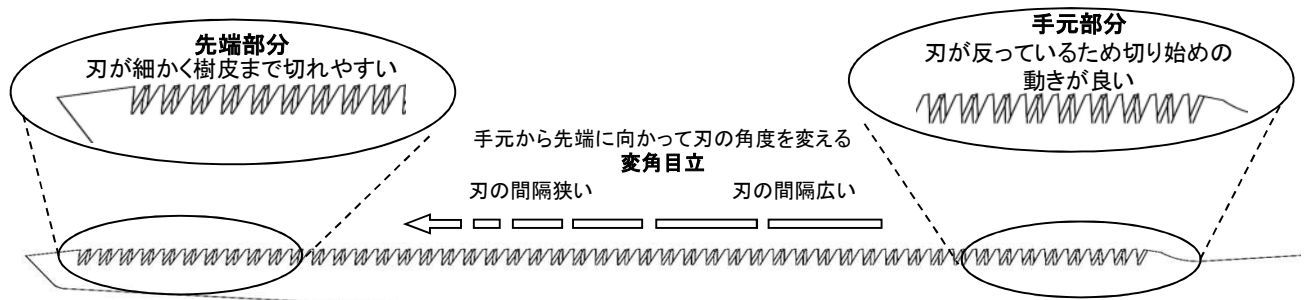 先端部分
刃が細かく樹皮まで切れやすい
手元部分
刃が反っているため切り始めの
動きが良い
手元から先端に向かって刃の角度を変える
変角目立
刃の間隔狭い
刃の間隔広い